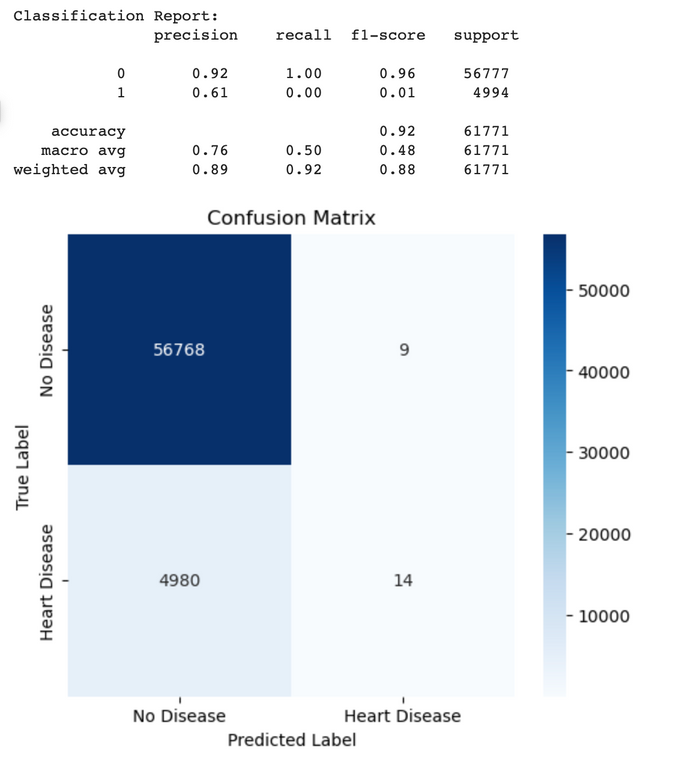 Classification Report:
precision recall f1-score support
0 0.92 1.00 0.96 56777
1 0.61 0.00 0.01 4994
accuracy 0.92 61771
macro avg 0.76 0.50 0.48 61771
weighted avg 0.89 0.92 0.88 61771
Confusion Matrix
No Disease
Heart Disease
True Label
56768 9
4980 14
No Disease Heart Disease
Predicted Label
50000
40000
30000
20000
10000